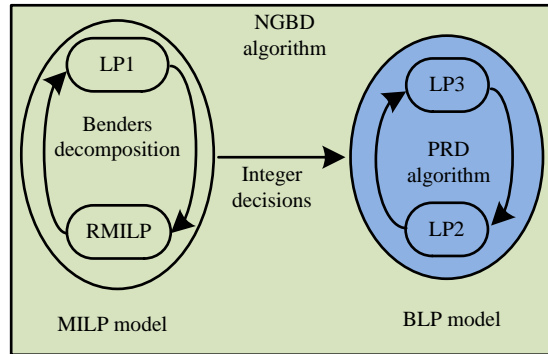 NGBD
algorithm
LP1
Benders
decomposition
RMILP
MILP model
Integer
decisions
LP3
PRD
algorithm
LP2
BLP model